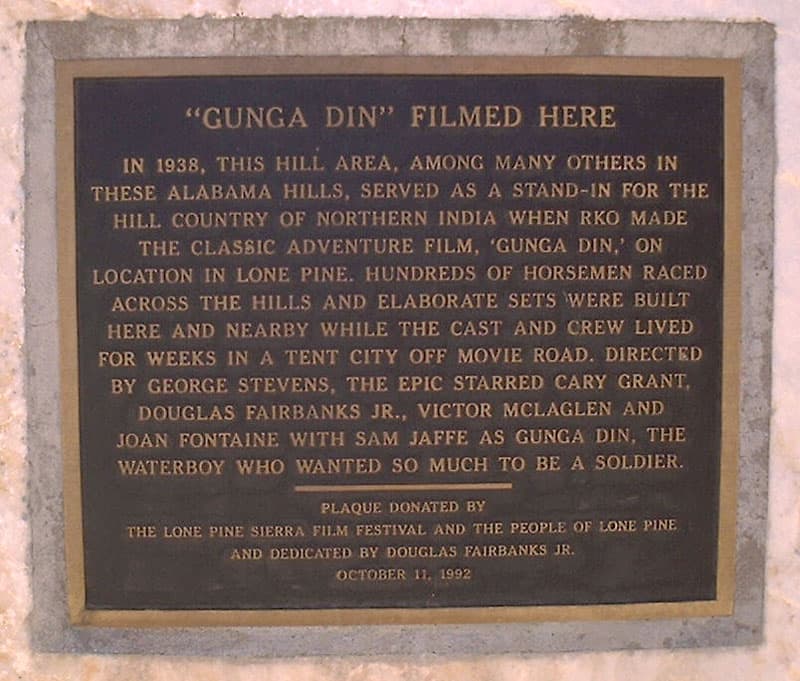 “GUNGA DIN” FILMED HERE
IN 1938, THIS HILL AREA, AMONG MANY OTHERS IN
THESE ALABAMA HILLS, SERVED AS A STAND-IN FOR THE
HILL COUNTRY OF NORTHERN INDIA WHEN RKO MADE
THE CLASSIC ADVENTURE FILM, ‘GUNGA DIN,’ ON
LOCATION IN LONE PINE. HUNDREDS OF HORSEMEN RACED
ACROSS THE HILLS AND ELABORATE SETS WERE BUILT
HERE AND NEARBY WHILE THE CAST AND CREW LIVED
FOR WEEKS IN A TENT CITY OFF MOVIE ROAD. DIRECTED
BY GEORGE STEVENS, THE EPIC STARRED CARY GRANT,
DOUGLAS FAIRBANKS JR., VICTOR MCLAGLEN AND
JOAN FONTAINE WITH SAM JAFFE AS GUNGA DIN, THE
WATERBOY WHO WANTED SO MUCH TO BE A SOLDIER.
PLAQUE DONATED BY
THE LONE PINE SIERRA FILM FESTIVAL AND THE PEOPLE OF LONE PINE
AND DEDICATED BY DOUGLAS FAIRBANKS JR.
OCTOBER 11, 1992